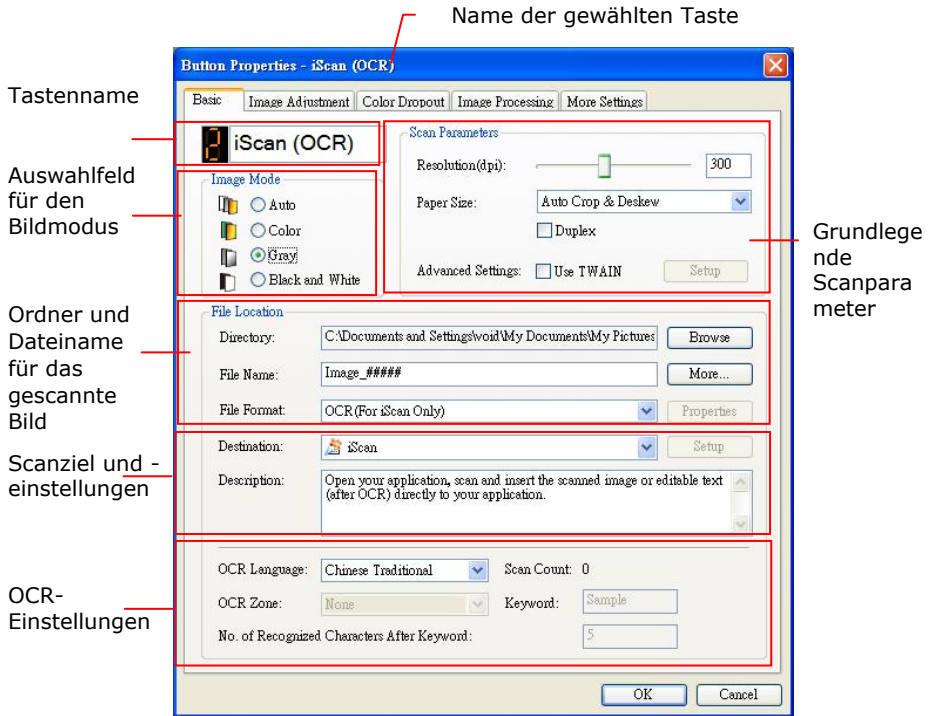 Name der gewählten Taste
Button Properties - iScan (OCR)
Tastenname
Basic Image Adjustment Color Dropout Image Processing More Settings
2 iScan (OCR)
Auswahlfeld
für den
Bildmodus
Image Mode
Auto
Color
Gray
Black and White
Scan Parameters
Resolution(dpi): 300
Paper Size: Auto Crop & Deskew
Duplex
Advanced Settings: Use TWAIN Setup
Grundlege
nde
Scanpara
meter
Ordner und
Dateiname
für das
gescannte
Bild
File Location
Directory: C:\Documents and Settings\void\My Documents\My Pictures Browse
File Name: Image_##### More...
File Format: OCR(For iScan Only) Properties
Scanziel und -
einstellungen
Destination: iScan Setup
Description: Open your application, scan and insert the scanned image or editable text
(after OCR) directly to your application.
OCR-
Einstellungen
OCR Language: Chinese Traditional Scan Count: 0
OCR Zone: None Keyword: Sample
No. of Recognized Characters After Keyword: 5
OK Cancel